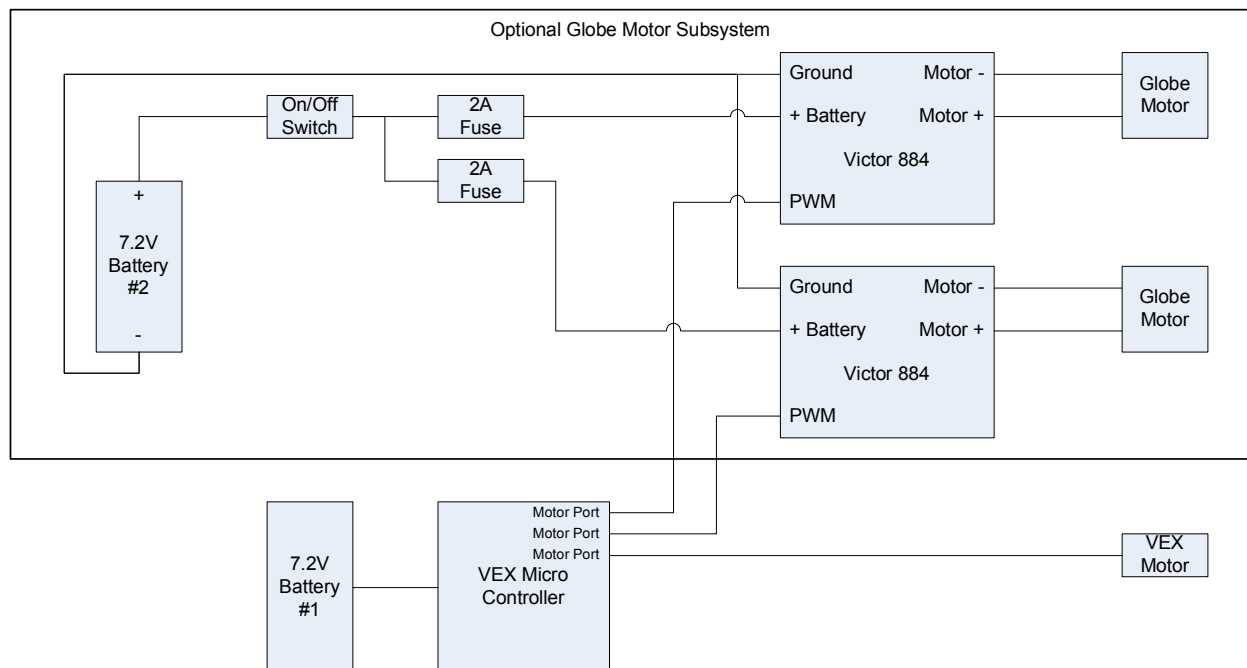 Optional Globe Motor Subsystem
Ground
Motor -
+ Battery
Motor +
Victor 884
PWM
Globe
Motor
On/Off
Switch
2A
Fuse
2A
Fuse
+
7.2V
Battery
#2
-
Ground
Motor -
+ Battery
Motor +
Victor 884
PWM
Globe
Motor
7.2V
Battery
#1
Motor Port
Motor Port
Motor Port
VEX Micro
Controller
VEX
Motor